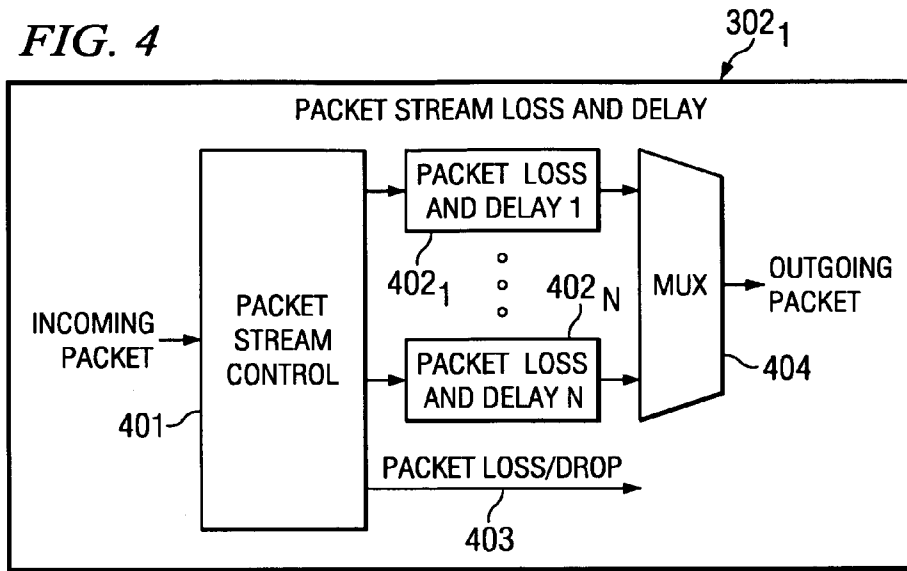 FIG. 4
302₁
PACKET STREAM LOSS AND DELAY
PACKET LOSS
AND DELAY 1
402₁
402 N
PACKET LOSS
AND DELAY N
INCOMING
PACKET
PACKET
STREAM
CONTROL
401
MUX
OUTGOING
PACKET
404
PACKET LOSS/DROP
403